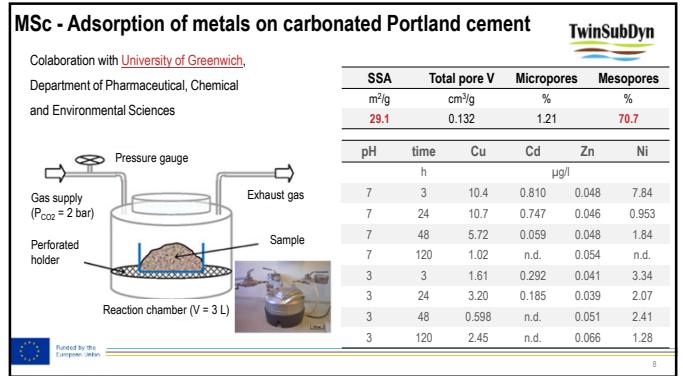 MSc - Adsorption of metals on carbonated Portland cement
TwinSubDyn
Colaboration with University of Greenwich,
Department of Pharmaceutical, Chemical
and Environmental Sciences
SSA Total pore V Micropores Mesopores
m²/g cm³/g % %
29.1 0.132 1.21 70.7
Pressure gauge
Gas supply
(P_CO2 = 2 bar)
Exhaust gas
Perforated
holder
Sample
Reaction chamber (V = 3 L)
pH time Cu Cd Zn Ni
h µg/l
7 3 10.4 0.810 0.048 7.84
7 24 10.7 0.747 0.046 0.953
7 48 5.72 0.059 0.048 1.84
7 120 1.02 n.d. 0.054 n.d.
3 3 1.61 0.292 0.041 3.34
3 24 3.20 0.185 0.039 2.07
3 48 0.598 n.d. 0.051 2.41
3 120 2.45 n.d. 0.066 1.28
Funded by the
European Union
8